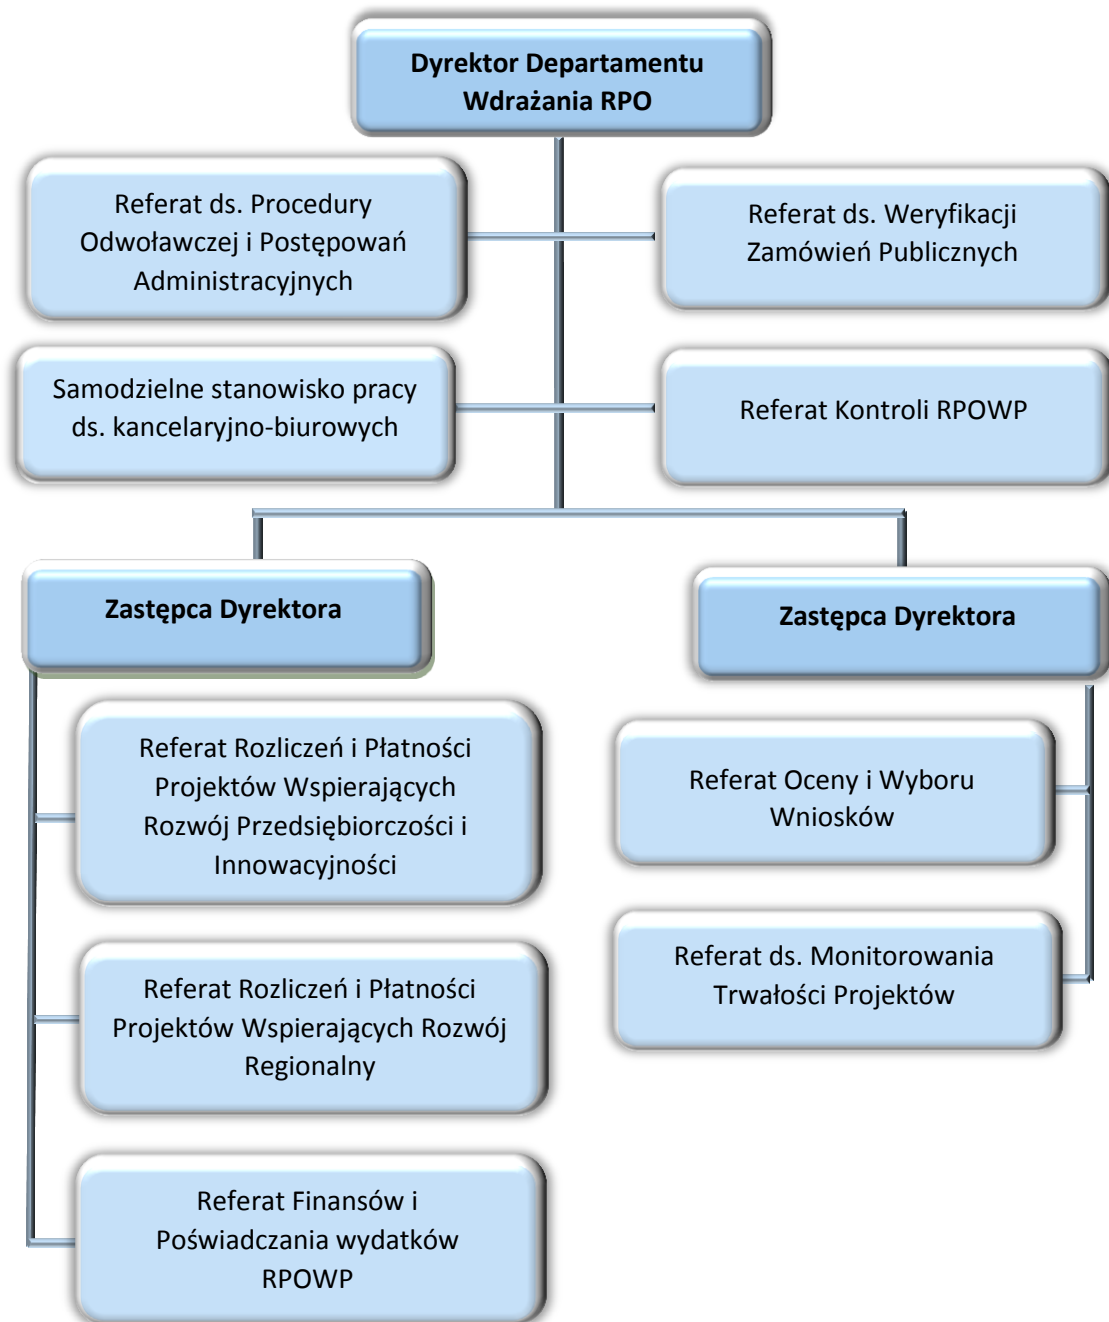 Dyrektor Departamentu
Wdrażania RPO
Referat ds. Procedury
Odwoławczej i Postępowań
Administracyjnych
Referat ds. Weryfikacji
Zamówień Publicznych
Samodzielne stanowisko pracy
ds. kancelaryjno-biurowych
Referat Kontroli RPOWP
Zastępca Dyrektora
Zastępca Dyrektora
Referat Rozliczeń i Płatności
Projektów Wspierających
Rozwój Przedsiębiorczości i
Innowacyjności
Referat Oceny i Wyboru
Wniosków
Referat Rozliczeń i Płatności
Projektów Wspierających Rozwój
Regionalny
Referat ds. Monitorowania
Trwałości Projektów
Referat Finansów i
Poświadczania wydatków
RPOWP